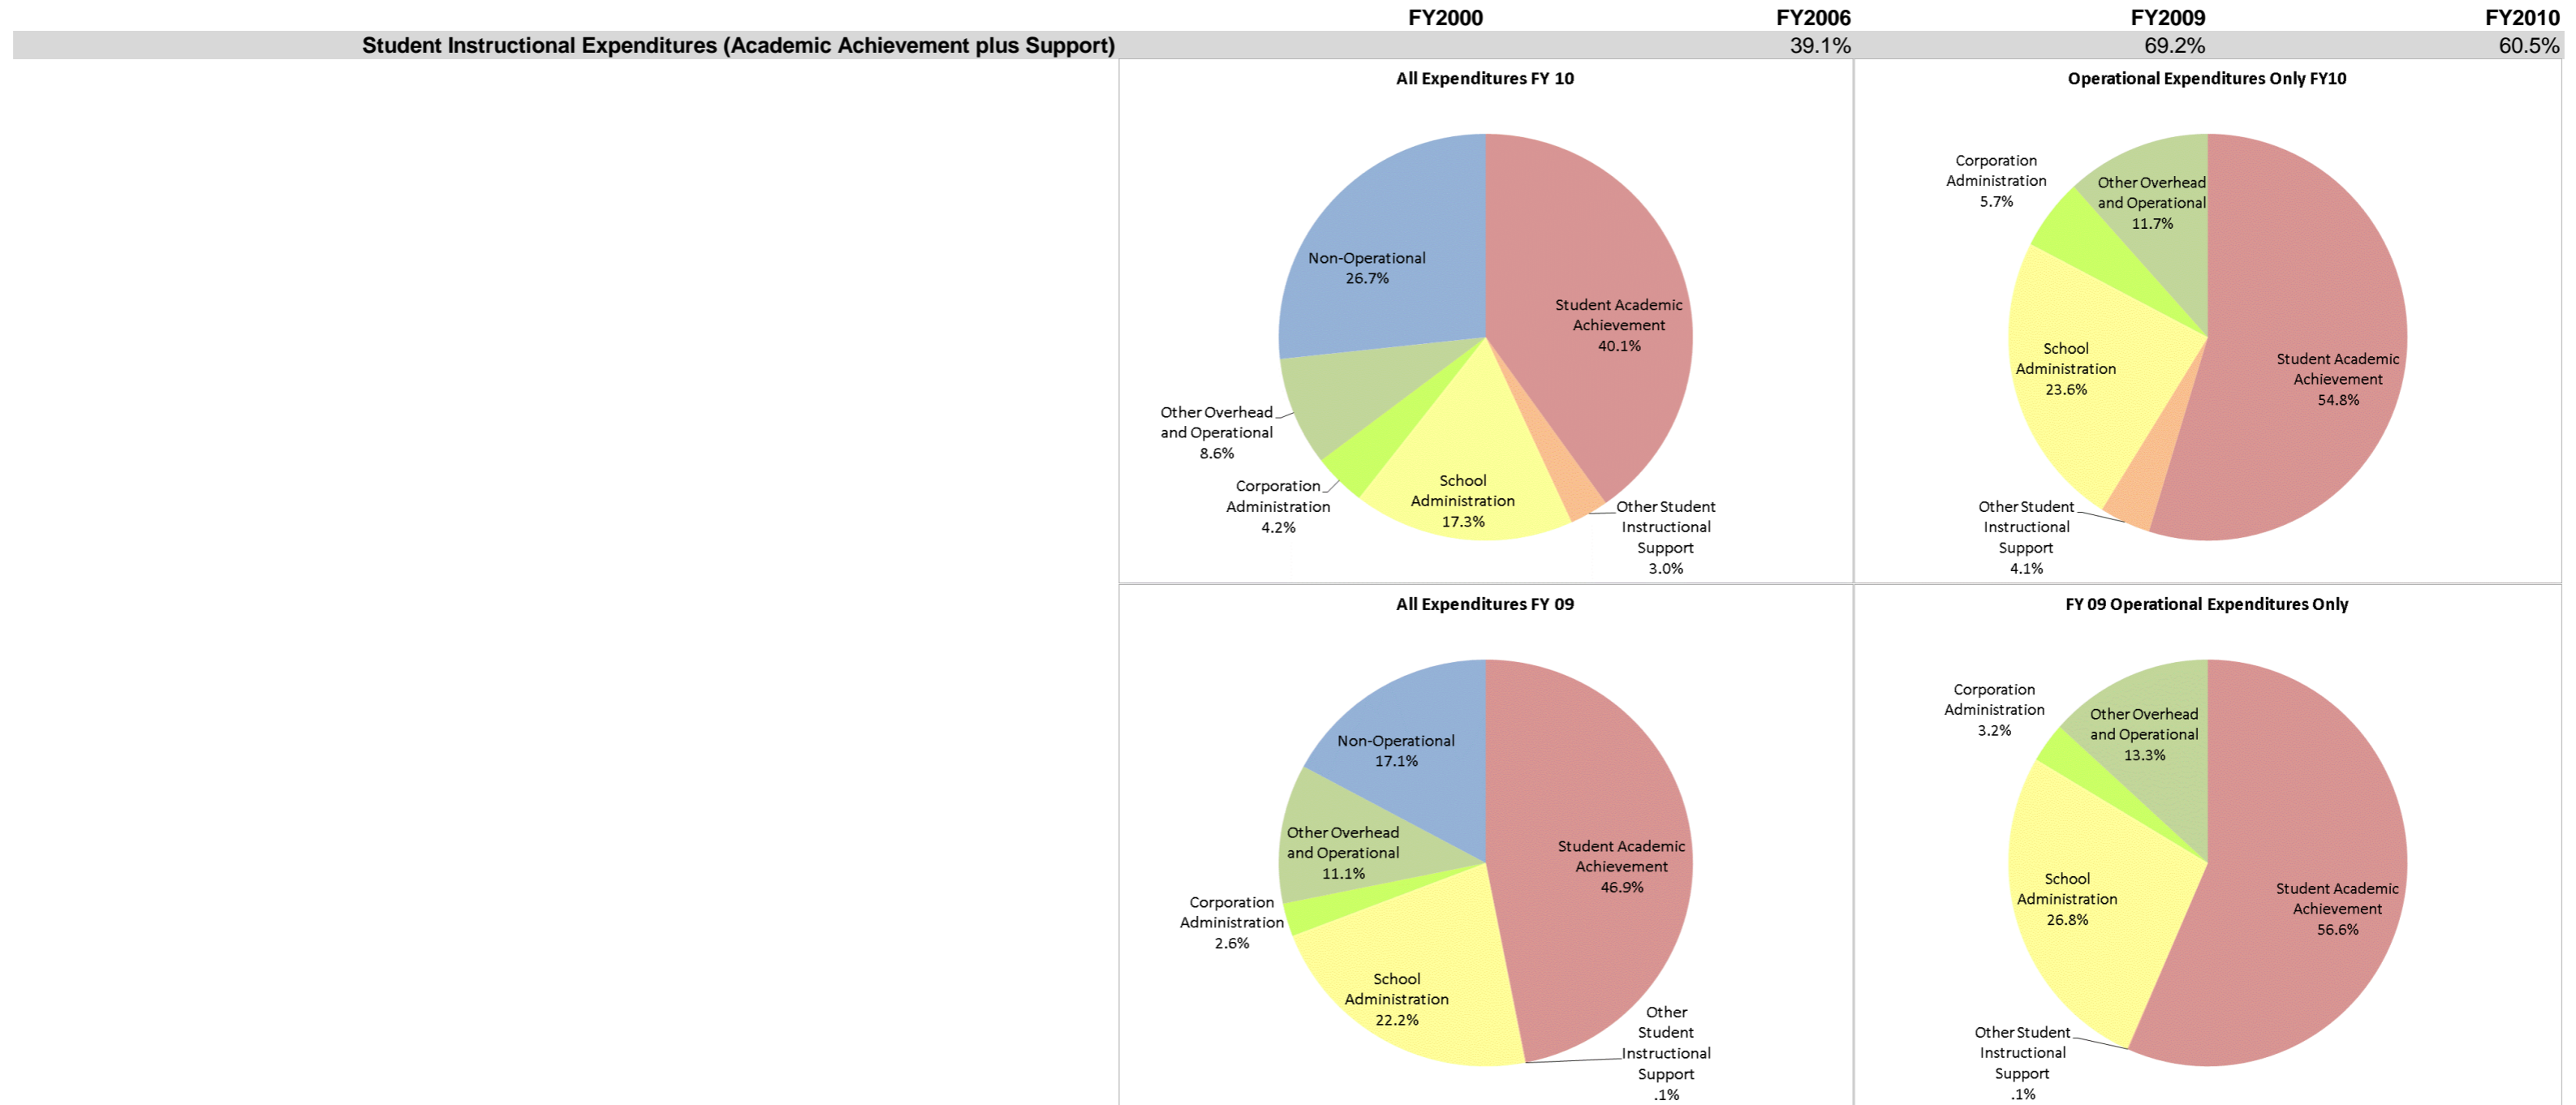 FY2000 FY2006 FY2009 FY2010
Student Instructional Expenditures (Academic Achievement plus Support) 39.1% 69.2% 60.5%
All Expenditures FY 10
Non-Operational
26.7%
Student Academic
Achievement
40.1%
Other Overhead
and Operational
8.6%
Corporation
Administration
4.2%
School
Administration
17.3%
Other Student
Instructional
Support
3.0%
Operational Expenditures Only FY10
Corporation
Administration
5.7%
Other Overhead
and Operational
11.7%
School
Administration
23.6%
Student Academic
Achievement
54.8%
Other Student
Instructional
Support
4.1%
All Expenditures FY 09
Non-Operational
17.1%
Other Overhead
and Operational
11.1%
Student Academic
Achievement
46.9%
Corporation
Administration
2.6%
School
Administration
22.2%
Other
Student
Instructional
Support
.1%
FY 09 Operational Expenditures Only
Corporation
Administration
3.2%
Other Overhead
and Operational
13.3%
School
Administration
26.8%
Student Academic
Achievement
56.6%
Other Student
Instructional
Support
.1%